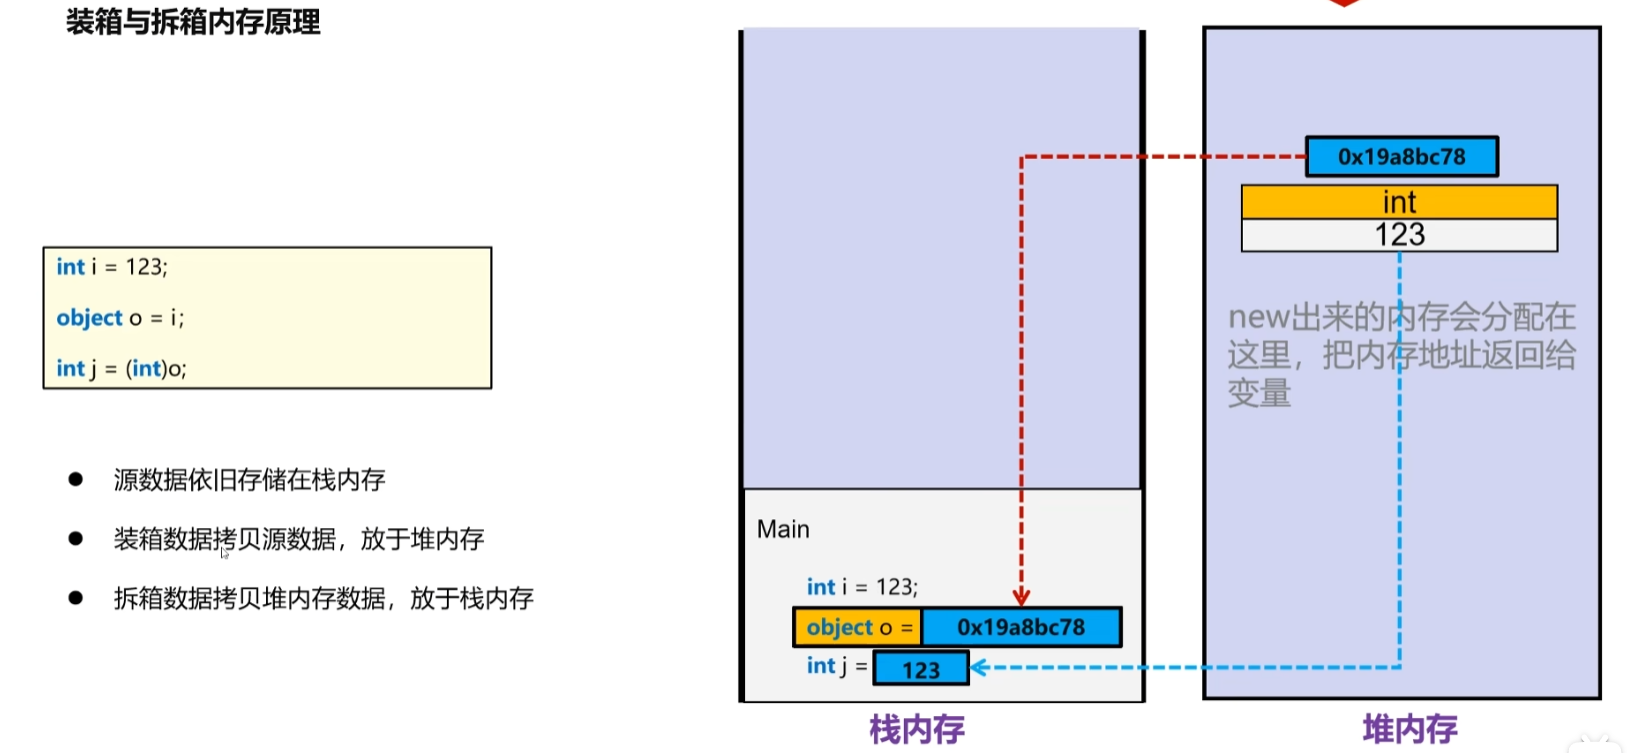 装箱与拆箱内存原理
int i = 123;
object o = i;
int j = (int)o;
● 源数据依旧存储在栈内存
● 装箱数据拷贝源数据，放于堆内存
● 拆箱数据拷贝堆内存数据，放于栈内存
Main
int i = 123;
object o = 0x19a8bc78
int j = 123
栈内存
0x19a8bc78
int
123
new出来的内存会分配在
这里，把内存地址返回给
变量
堆内存